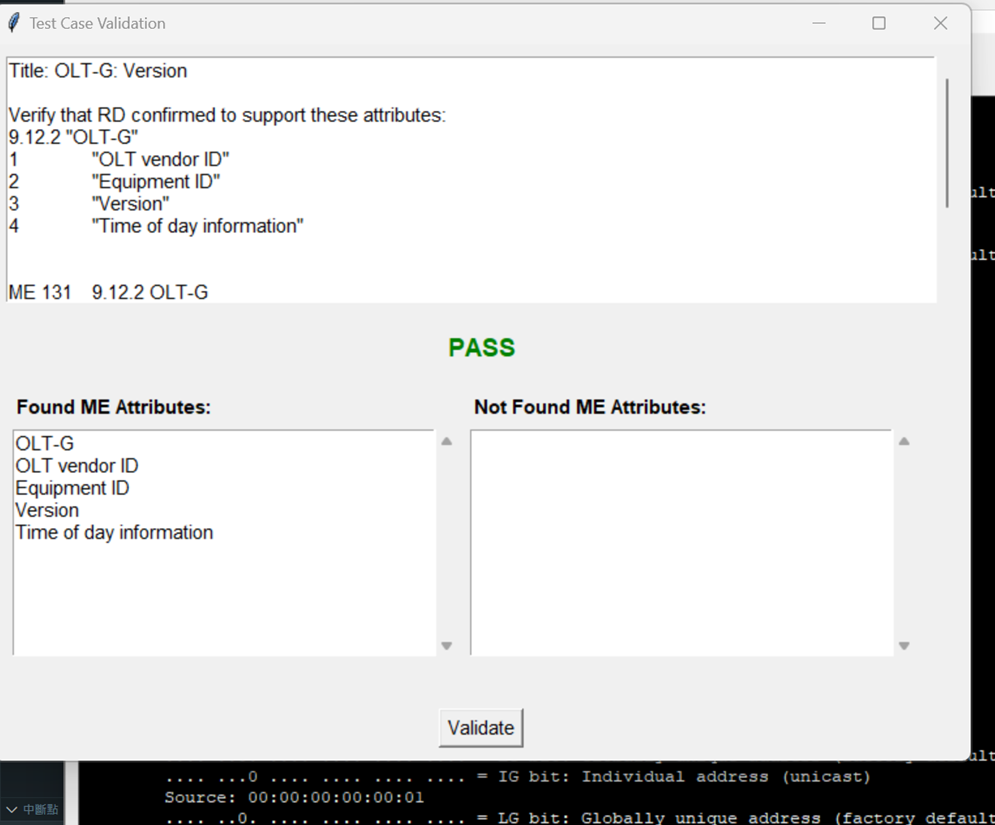 Test Case Validation
Title: OLT-G: Version
Verify that RD confirmed to support these attributes:
9.12.2 "OLT-G"
1 "OLT vendor ID"
2 "Equipment ID"
3 "Version"
4 "Time of day information"
ME 131 9.12.2 OLT-G
PASS
Found ME Attributes:
Not Found ME Attributes:
OLT-G
OLT vendor ID
Equipment ID
Version
Time of day information
Validate
.... ...0 .... .... .... .... = IG bit: Individual address (unicast)
Source: 00:00:00:00:00:01
.... ..0. .... .... .... .... = LG bit: Globally unique address (factory default
中斷點